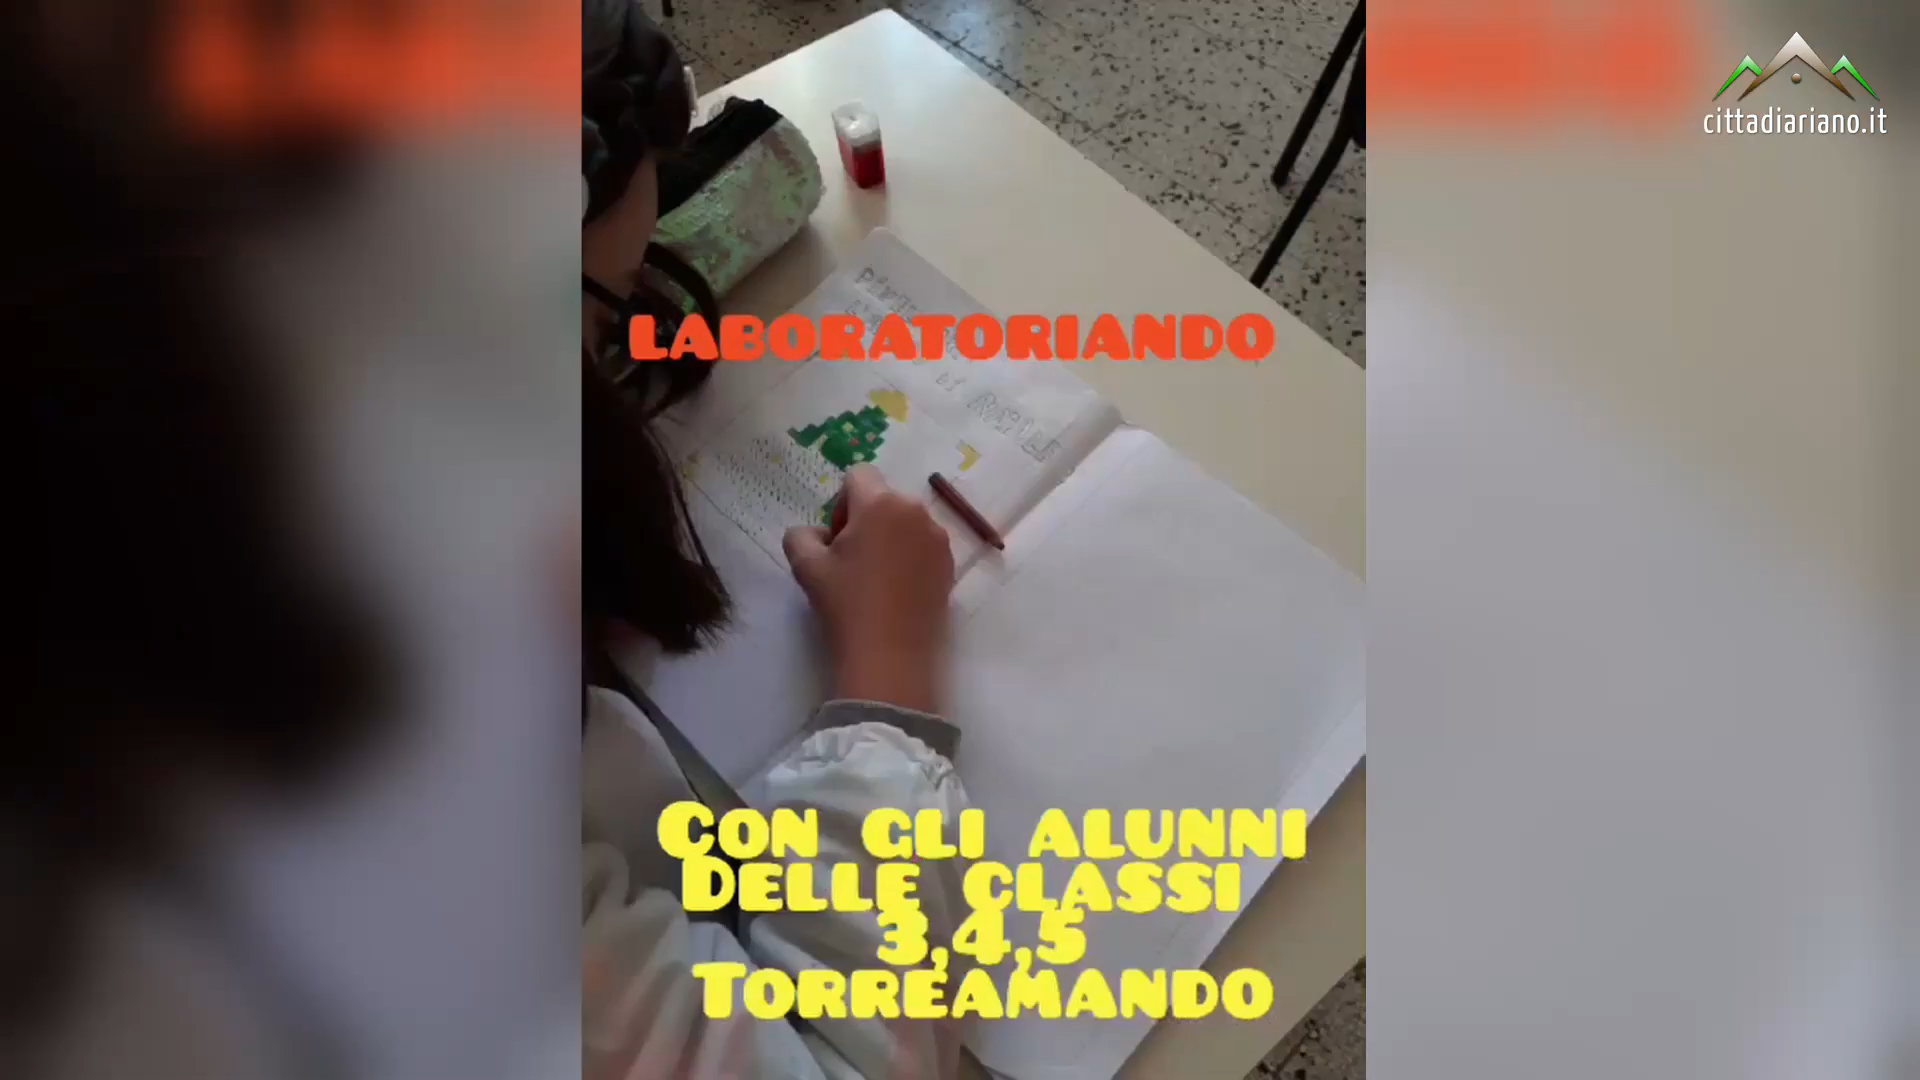 cittadiariano.it
LABORATORIANDO
CON GLI ALUNNI
DELLE CLASSI
3,4,5
TORREAMANDO